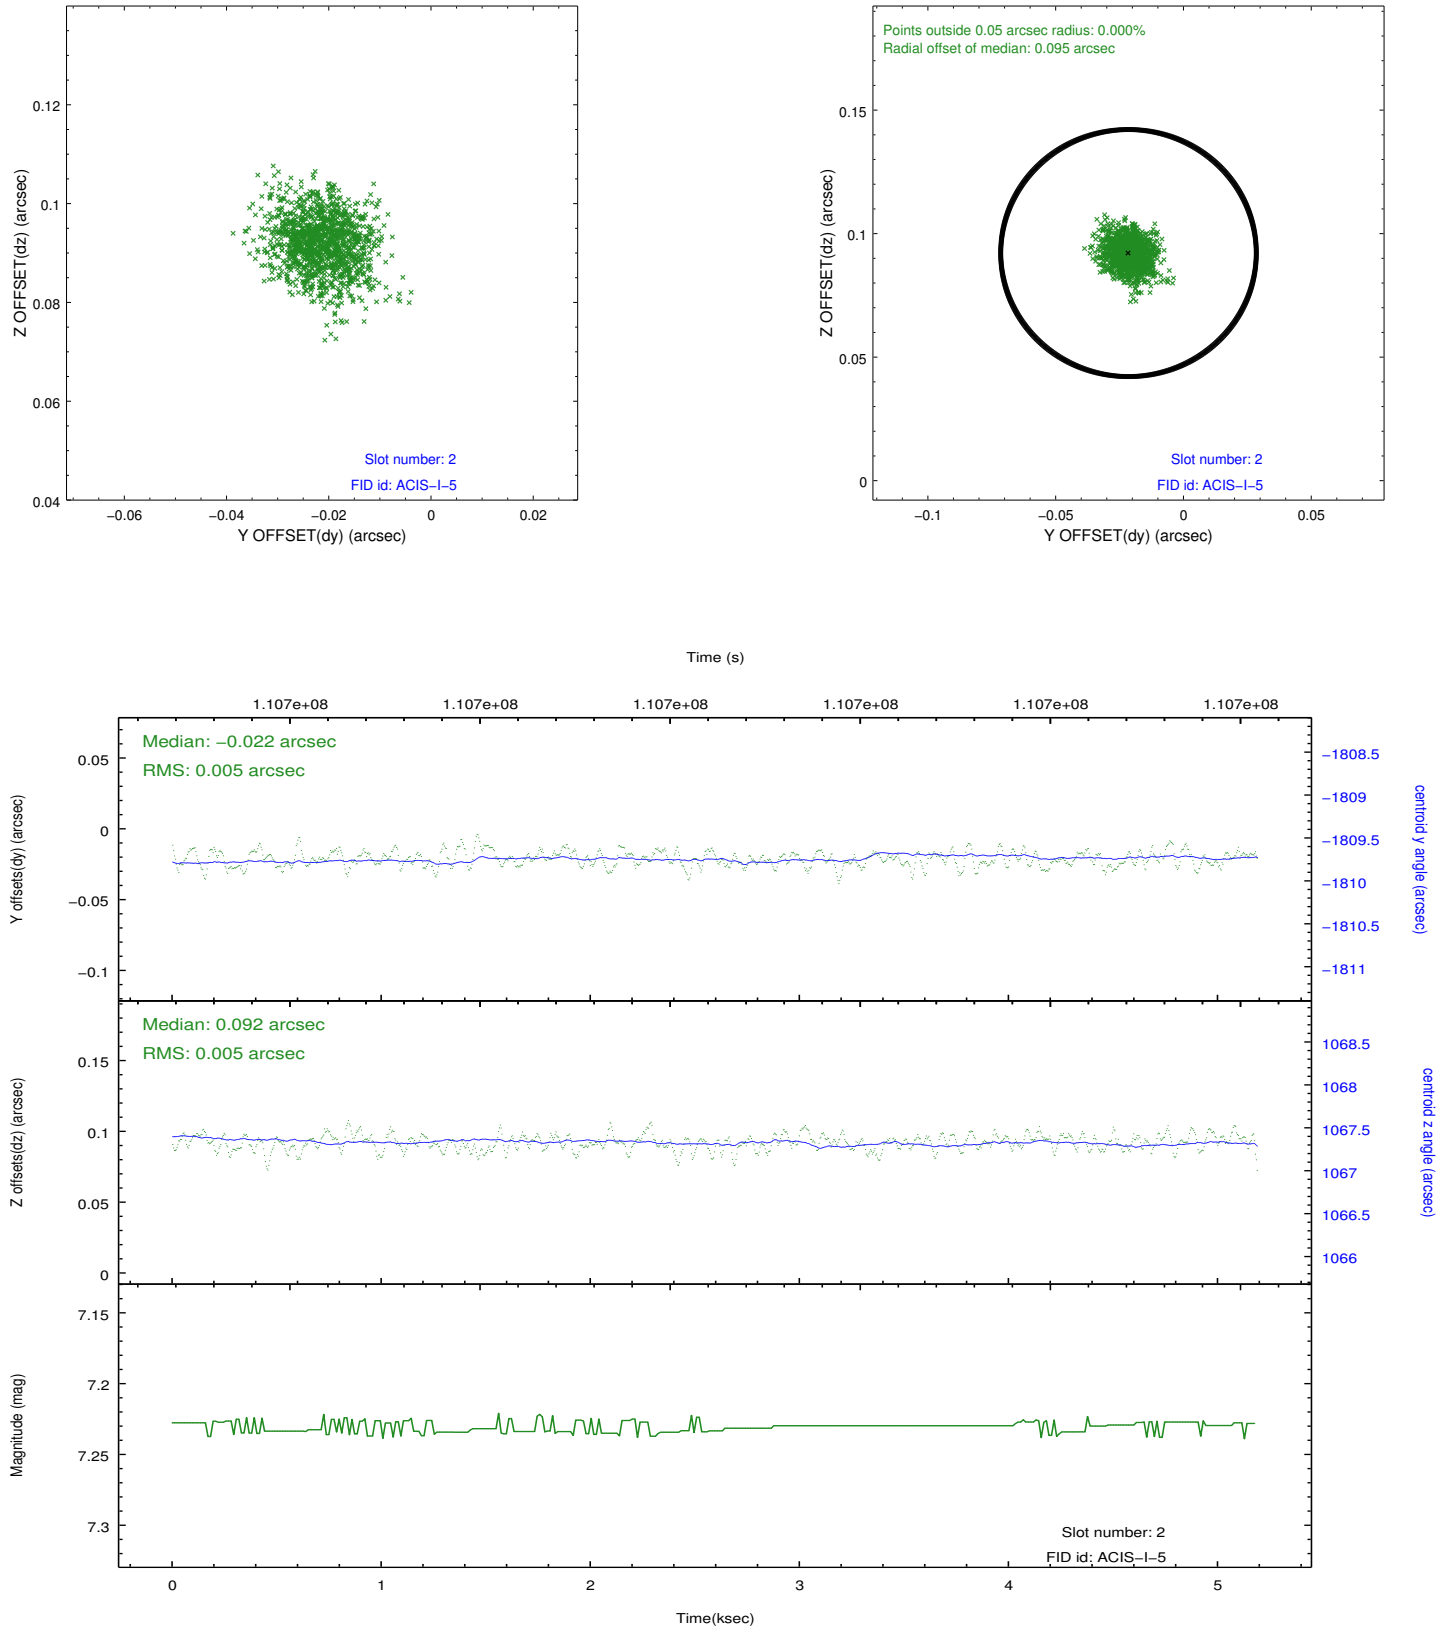 0.12
0.1
0.08
0.06
0.04
Z OFFSET(dz) (arcsec)
Slot number: 2
FID id: ACIS−I−5
−0.06
−0.04
−0.02
0
0.02
Y OFFSET(dy) (arcsec)
Points outside 0.05 arcsec radius: 0.000%
Radial offset of median: 0.095 arcsec
0.15
0.1
0.05
0
Z OFFSET(dz) (arcsec)
Slot number: 2
FID id: ACIS−I−5
−0.1
−0.05
0
0.05
Y OFFSET(dy) (arcsec)
Time (s)
1.107e+08
1.107e+08
1.107e+08
1.107e+08
1.107e+08
1.107e+08
Median: −0.022 arcsec
RMS: 0.005 arcsec
0.05
0
−0.05
−0.1
Y offsets(dy) (arcsec)
−1808.5
−1809
−1809.5
−1810
−1810.5
−1811
centroid y angle (arcsec)
Median: 0.092 arcsec
RMS: 0.005 arcsec
0.15
0.1
0.05
0
Z offsets(dz) (arcsec)
1068.5
1068
1067.5
1067
1066.5
1066
centroid z angle (arcsec)
7.15
7.2
7.25
7.3
Magnitude (mag)
Slot number: 2
FID id: ACIS−I−5
0
1
2
3
4
5
Time(ksec)